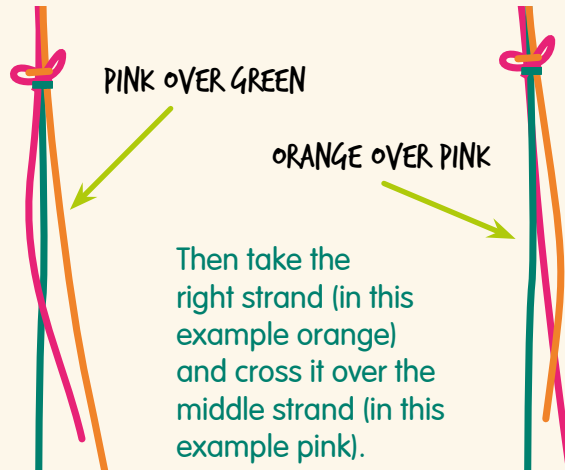 PINK OVER GREEN
ORANGE OVER PINK
Then take the
right strand (in this
example orange)
and cross it over the
middle strand (in this
example pink).